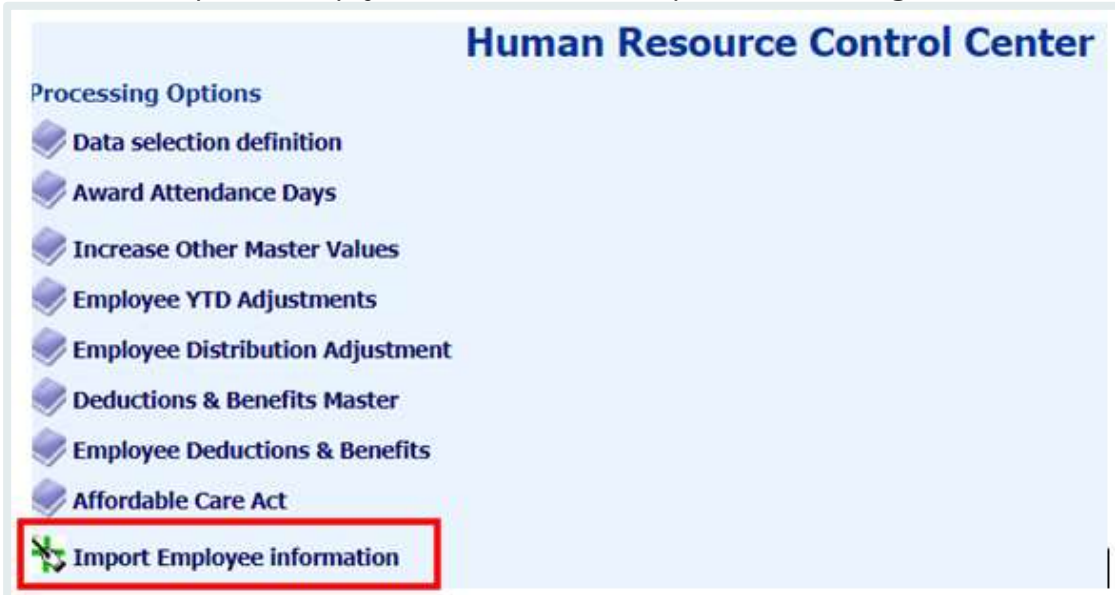 Human Resource Control Center
Processing Options
Data selection definition
Award Attendance Days
Increase Other Master Values
Employee YTD Adjustments
Employee Distribution Adjustment
Deductions & Benefits Master
Employee Deductions & Benefits
Affordable Care Act
Import Employee information